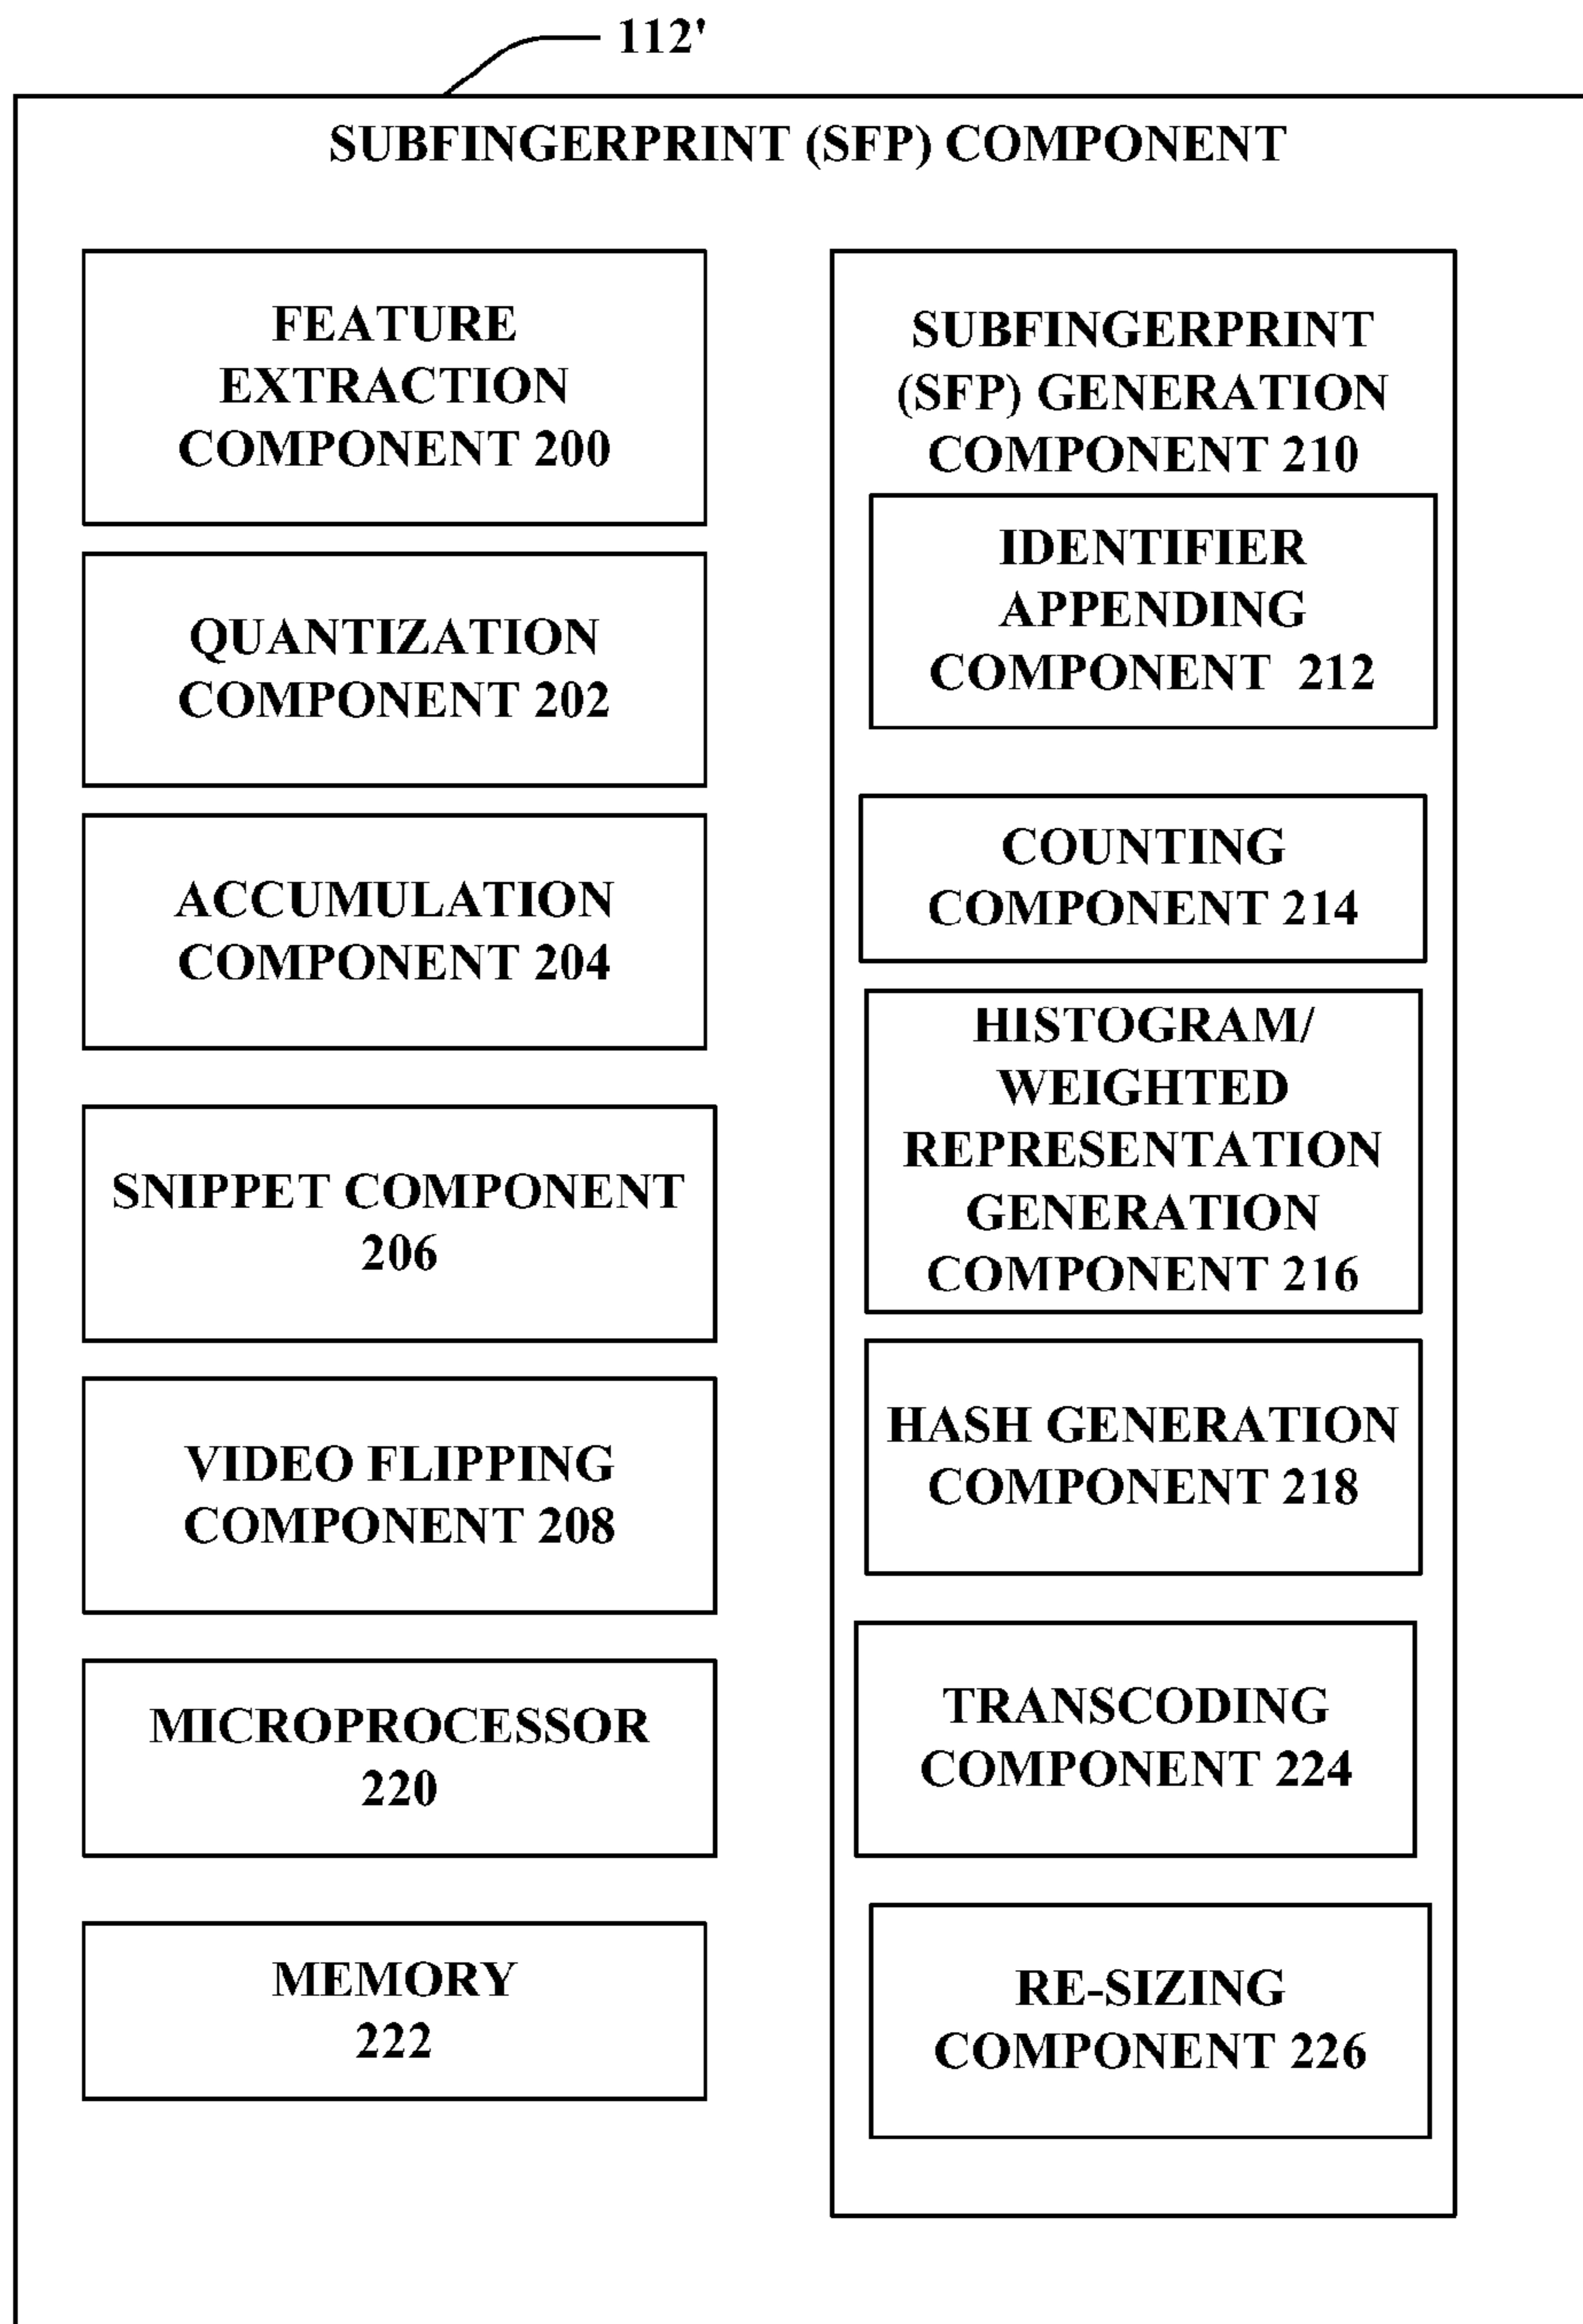 112'
SUBFINGERPRINT (SFP) COMPONENT
FEATURE
EXTRACTION
COMPONENT 200
QUANTIZATION
COMPONENT 202
ACCUMULATION
COMPONENT 204
SNIPPET COMPONENT
206
VIDEO FLIPPING
COMPONENT 208
MICROPROCESSOR
220
MEMORY
222
SUBFINGERPRINT
(SFP) GENERATION
COMPONENT 210
IDENTIFIER
APPENDING
COMPONENT 212
COUNTING
COMPONENT 214
HISTOGRAM/
WEIGHTED
REPRESENTATION
GENERATION
COMPONENT 216
HASH GENERATION
COMPONENT 218
TRANSCODING
COMPONENT 224
RE-SIZING
COMPONENT 226